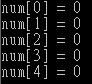 num[0] = 0
num[1] = 0
num[2] = 0
num[3] = 0
num[4] = 0